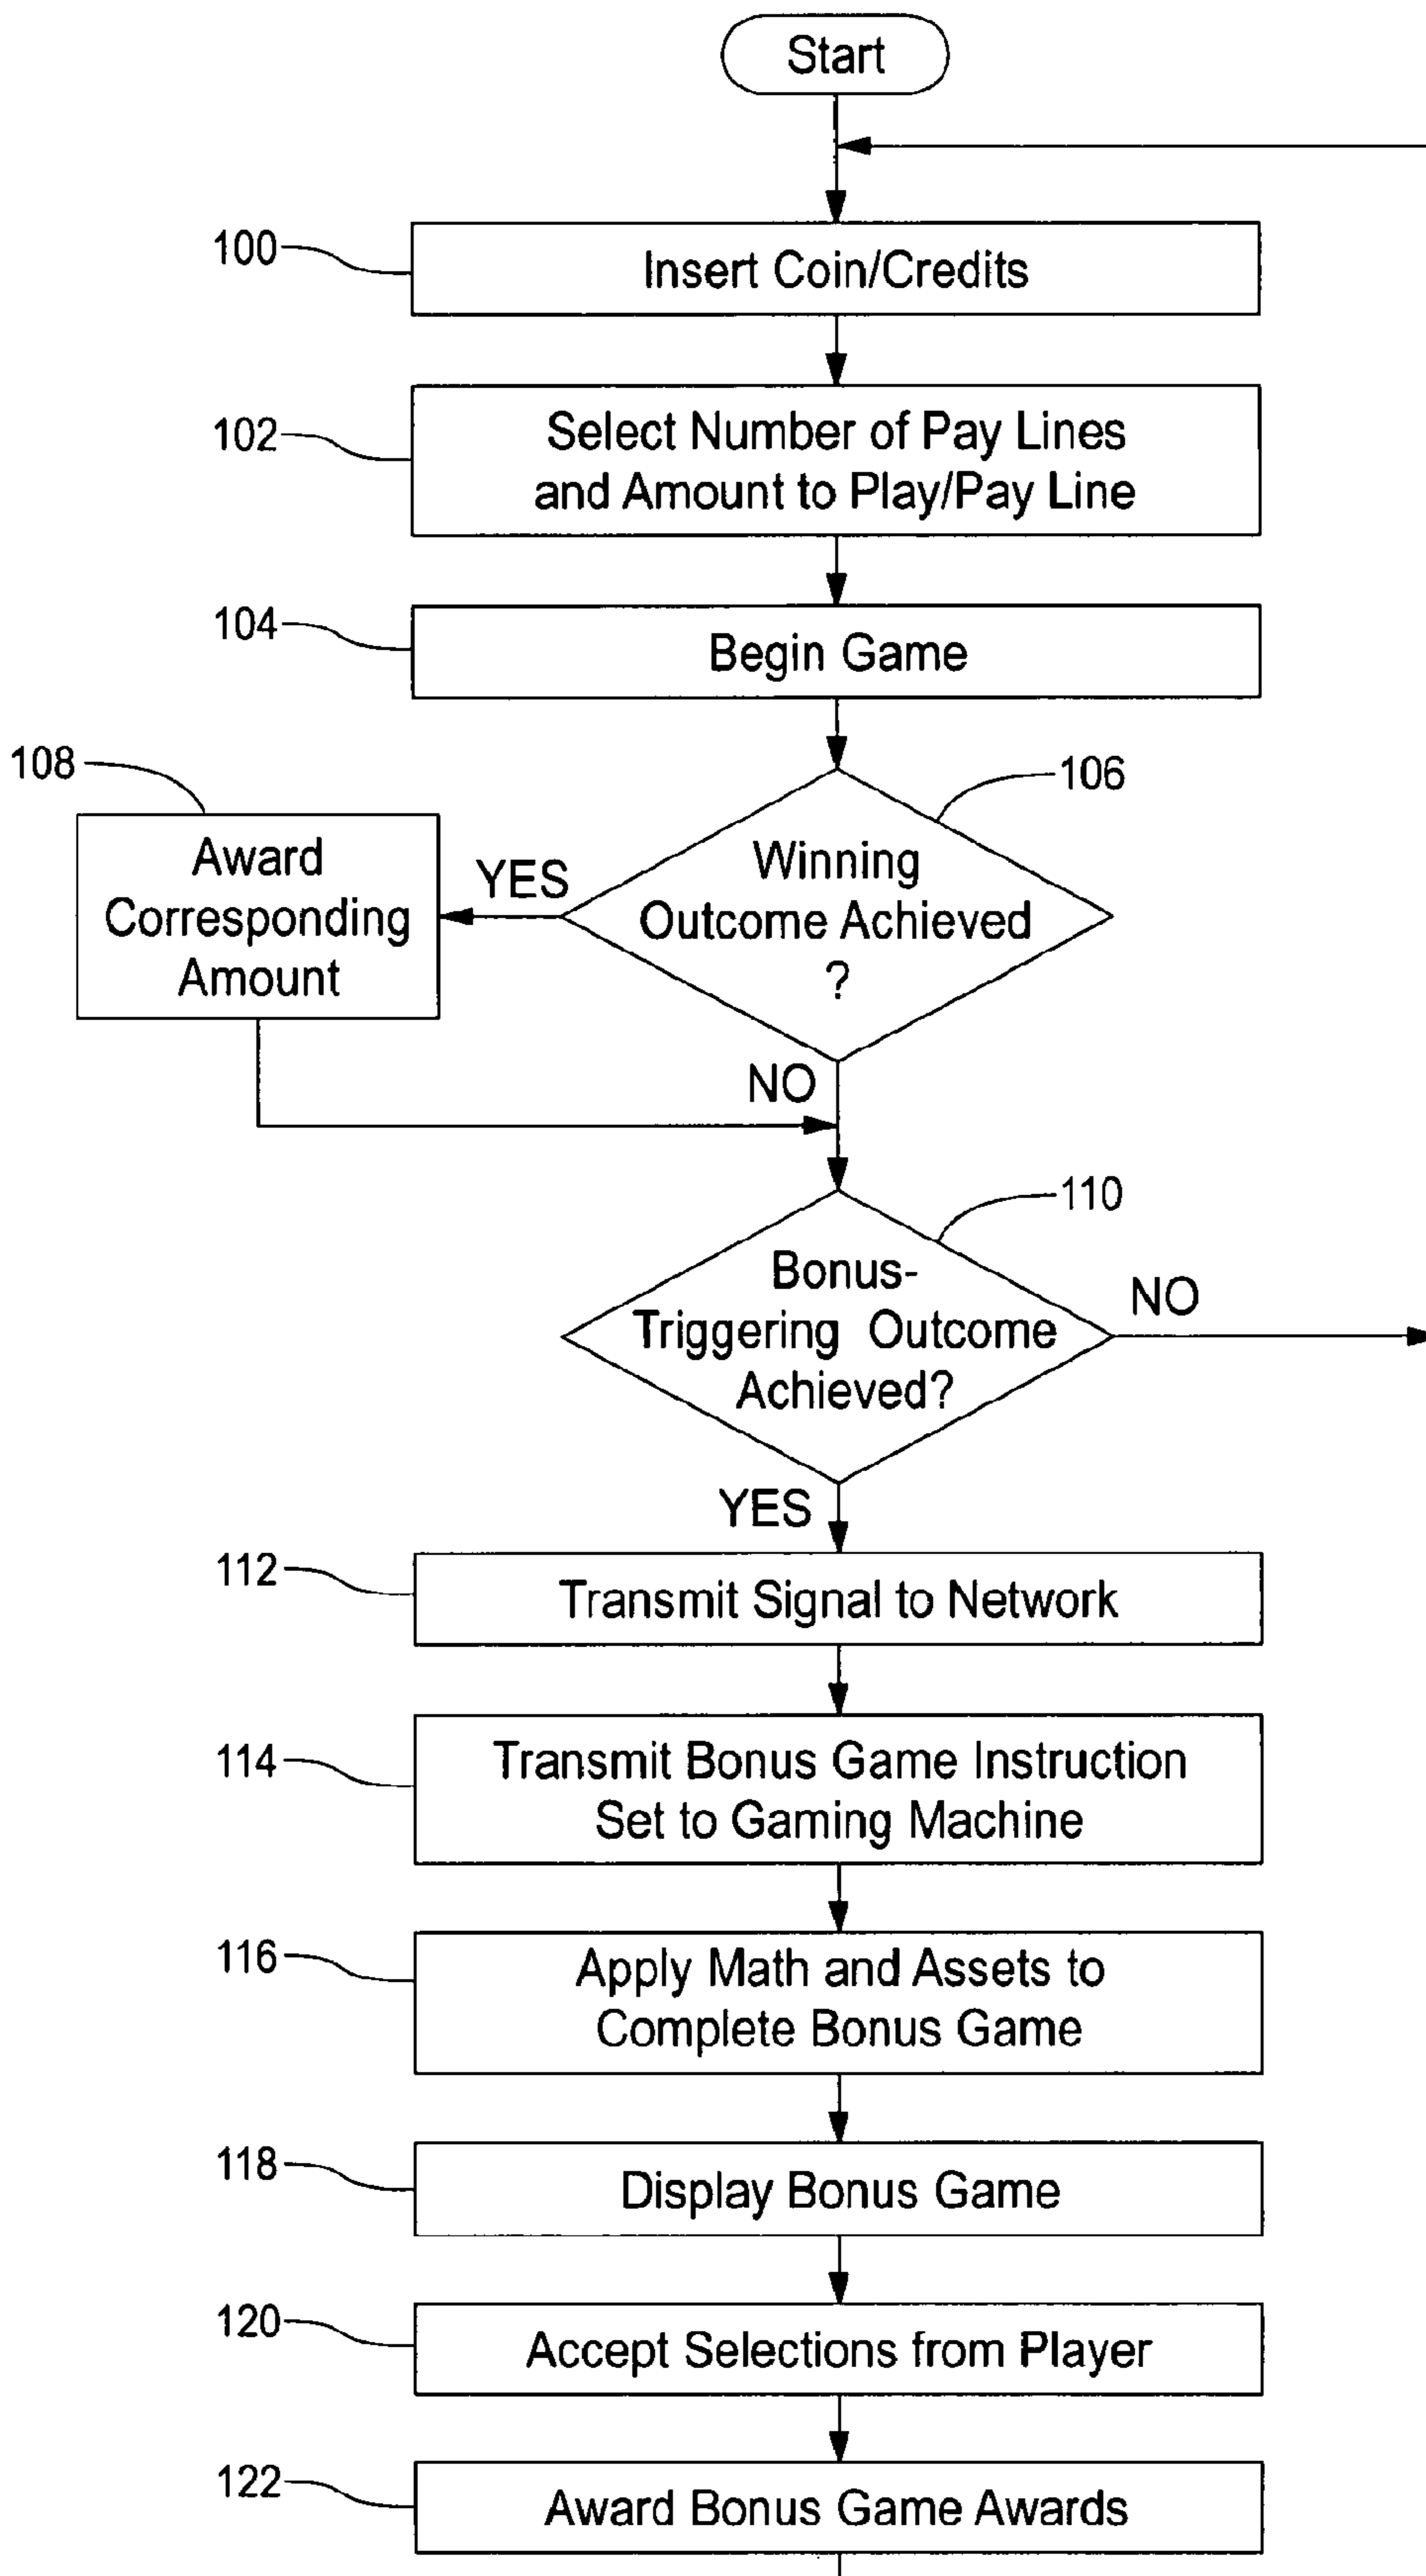 Start
100
Insert Coin/Credits
102
Select Number of Pay Lines
and Amount to Play/Pay Line
104
Begin Game
108
106
Award
Corresponding
Amount
YES
Winning
Outcome Achieved
?
NO
110
Bonus-
Triggering Outcome
Achieved?
NO
YES
112
Transmit Signal to Network
114
Transmit Bonus Game Instruction
Set to Gaming Machine
116
Apply Math and Assets to
Complete Bonus Game
118
Display Bonus Game
120
Accept Selections from Player
122
Award Bonus Game Awards